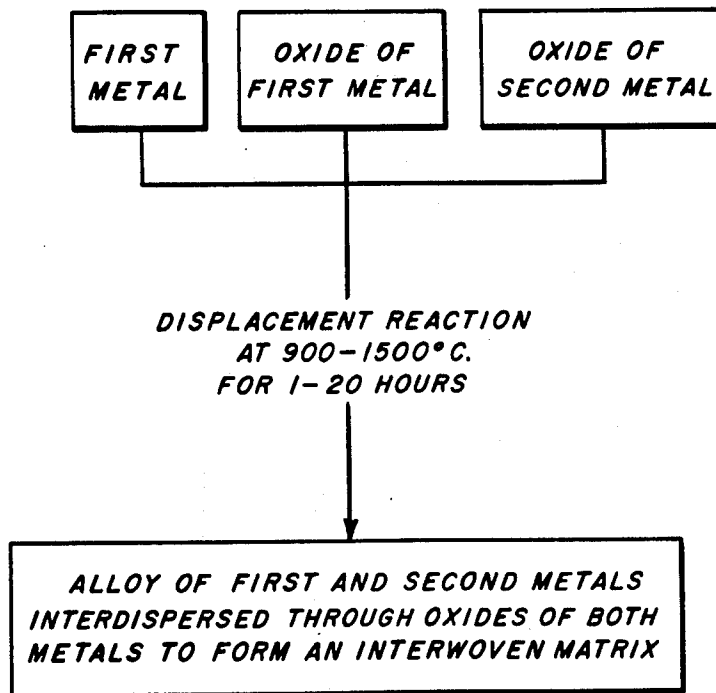 FIRST METAL
OXIDE OF FIRST METAL
OXIDE OF SECOND METAL
DISPLACEMENT REACTION
AT 900-1500°C.
FOR 1-20 HOURS
ALLOY OF FIRST AND SECOND METALS
INTERDISPERSED THROUGH OXIDES OF BOTH
METALS TO FORM AN INTERWOVEN MATRIX